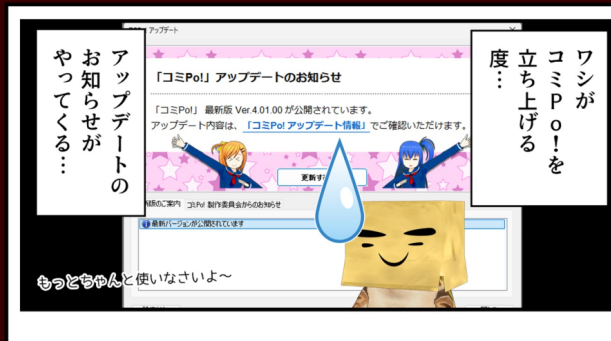 ワシが
コミPo!を
立ち上げる
度…
アップデート
「コミPo!」アップデートのお知らせ
「コミPo!」 最新版 Ver.4.01.00 が公開されています。
アップデート内容は、「コミPo! アップデート情報」でご確認いただけます。
更新す
新版のご案内 コミPo! 製作委員会からのお知らせ
最新バージョンが公開されています
アップデートの
お知らせが
やってくる…
もっとちゃんと使いなさいよ～